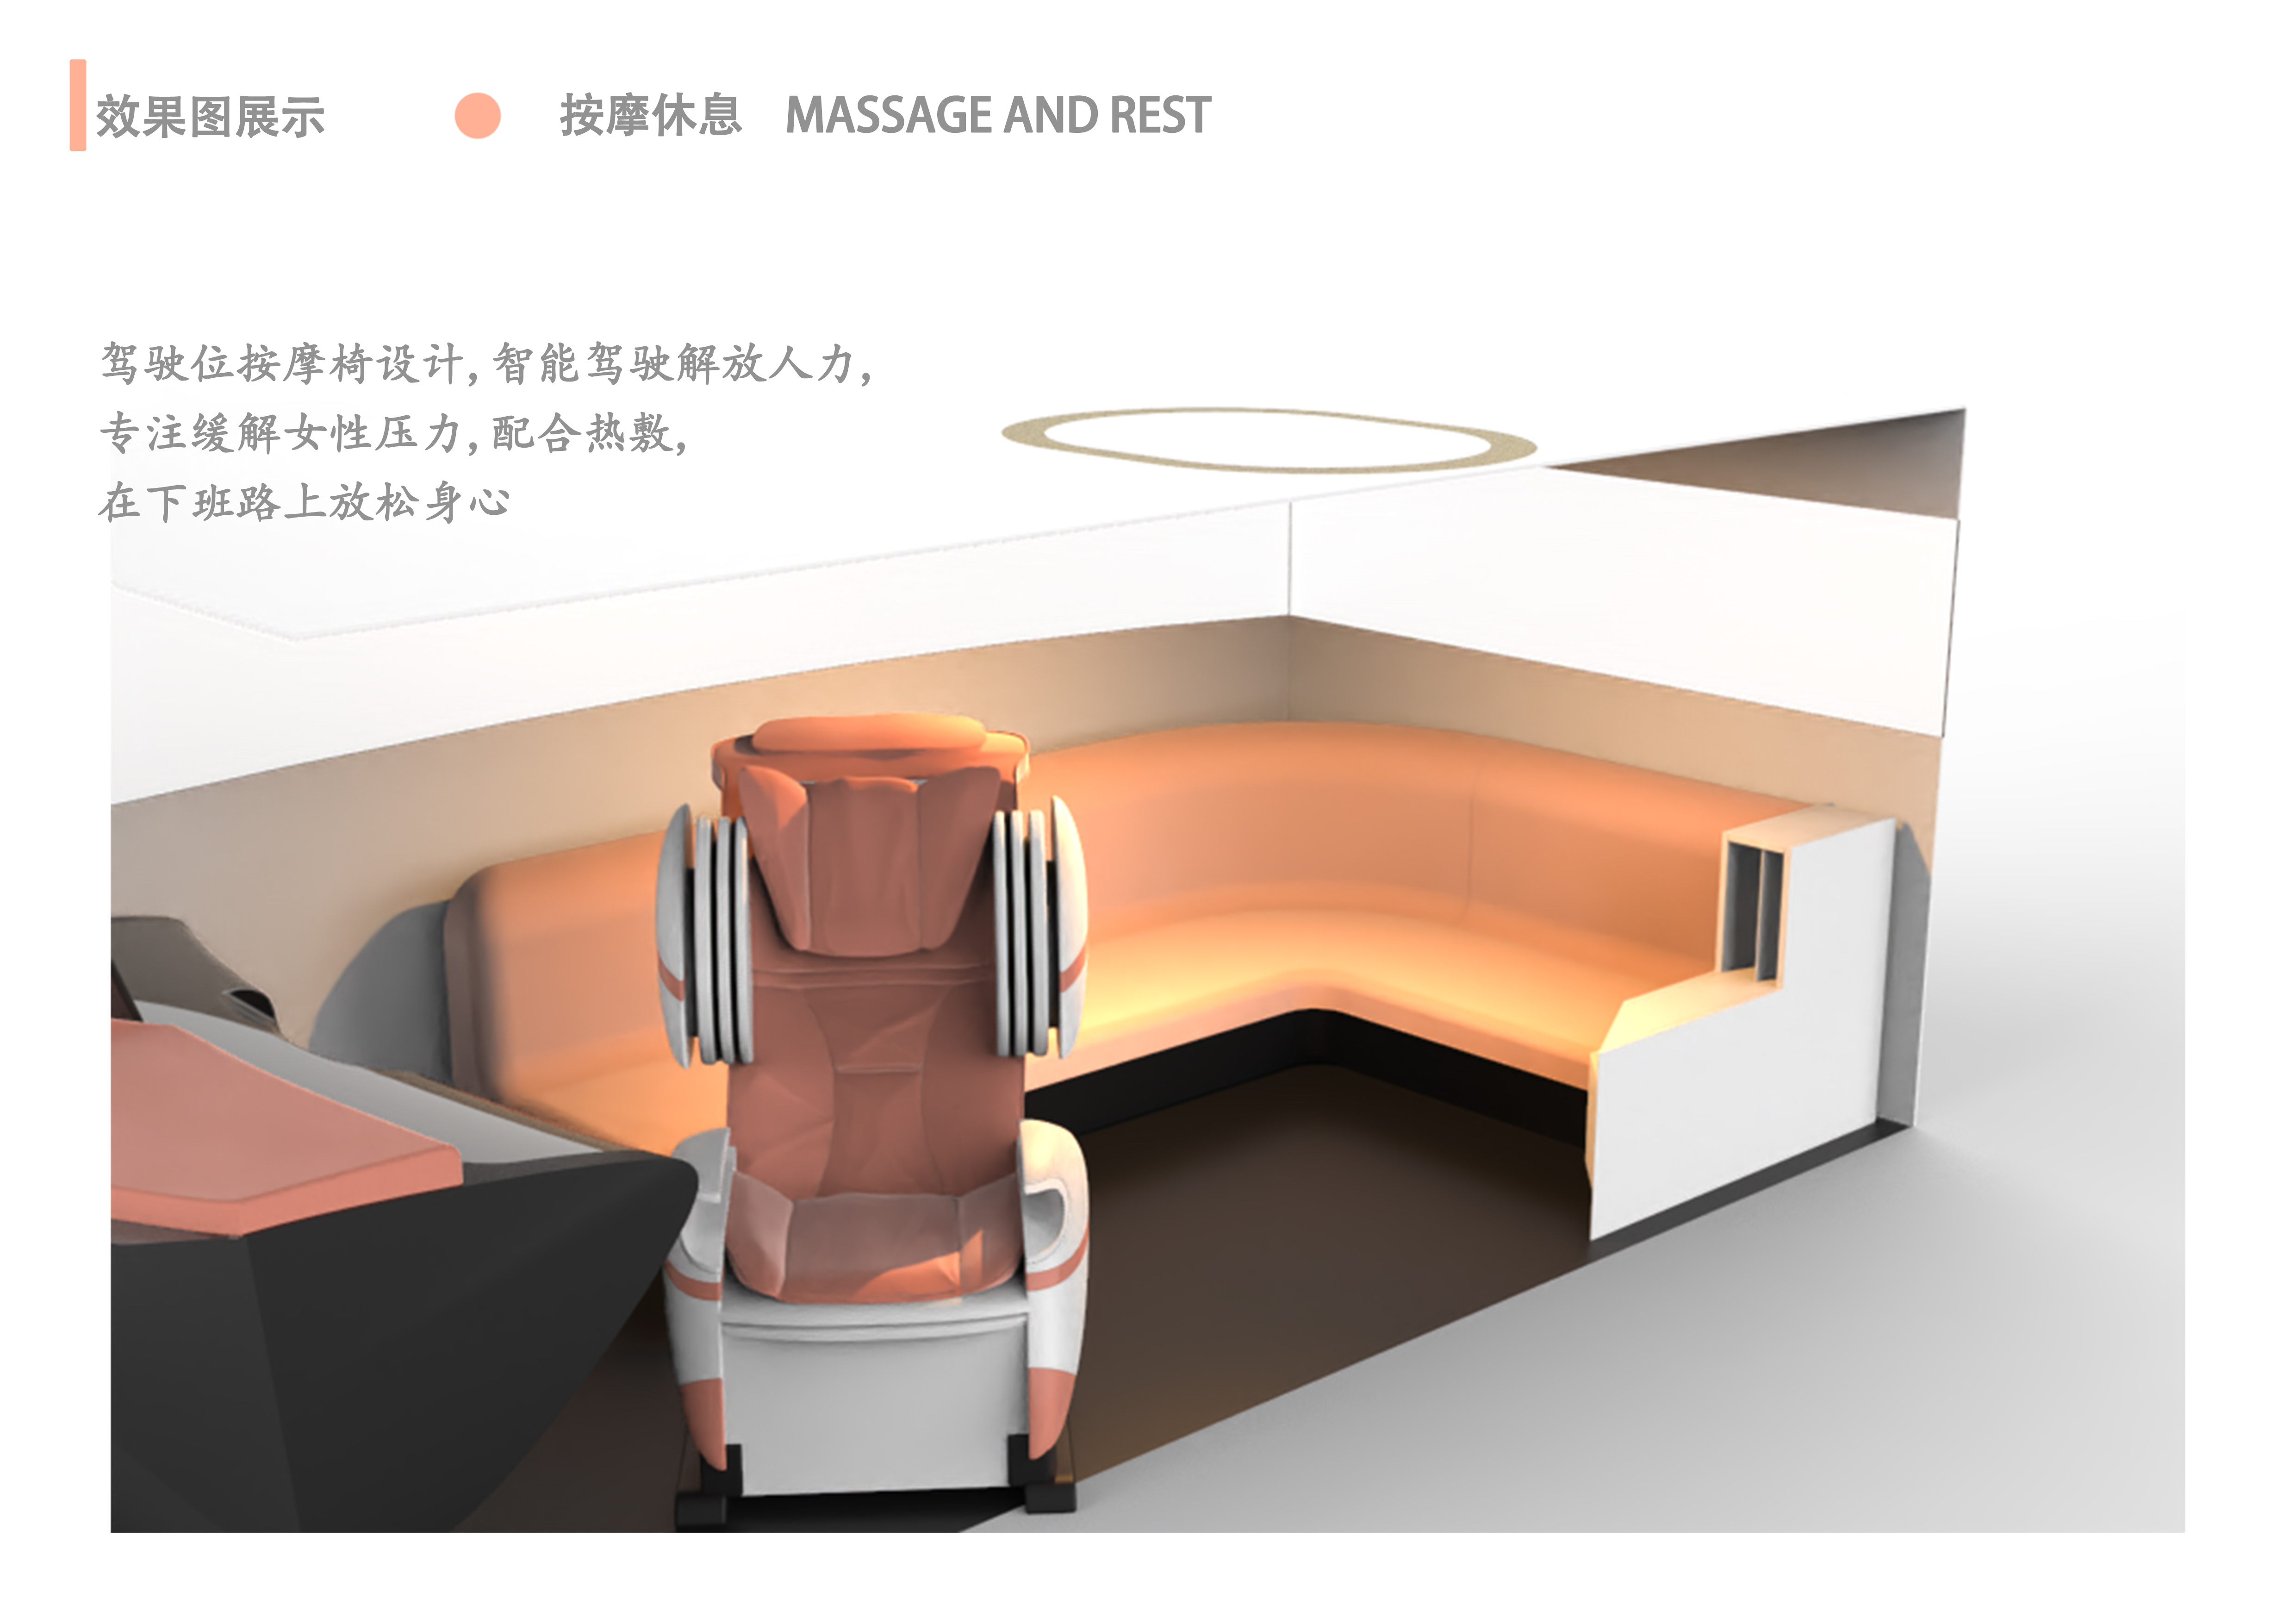 效果图展示
按摩休息 MASSAGE AND REST
驾驶位按摩椅设计,智能驾驶解放人力,
专注缓解女性压力,配合热敷,
在下班路上放松身心